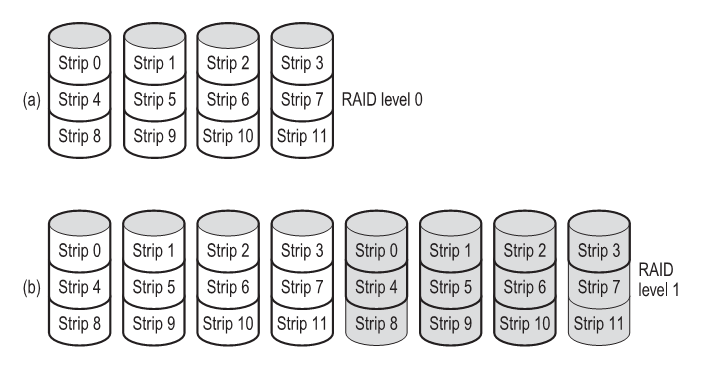 Strip 0 Strip 1 Strip 2 Strip 3
(a) Strip 4 Strip 5 Strip 6 Strip 7 RAID level 0
Strip 8 Strip 9 Strip 10 Strip 11
Strip 0 Strip 1 Strip 2 Strip 3 Strip 0 Strip 1 Strip 2 Strip 3
RAID
(b) Strip 4 Strip 5 Strip 6 Strip 7 Strip 4 Strip 5 Strip 6 Strip 7
level 1
Strip 8 Strip 9 Strip 10 Strip 11 Strip 8 Strip 9 Strip 10 Strip 11